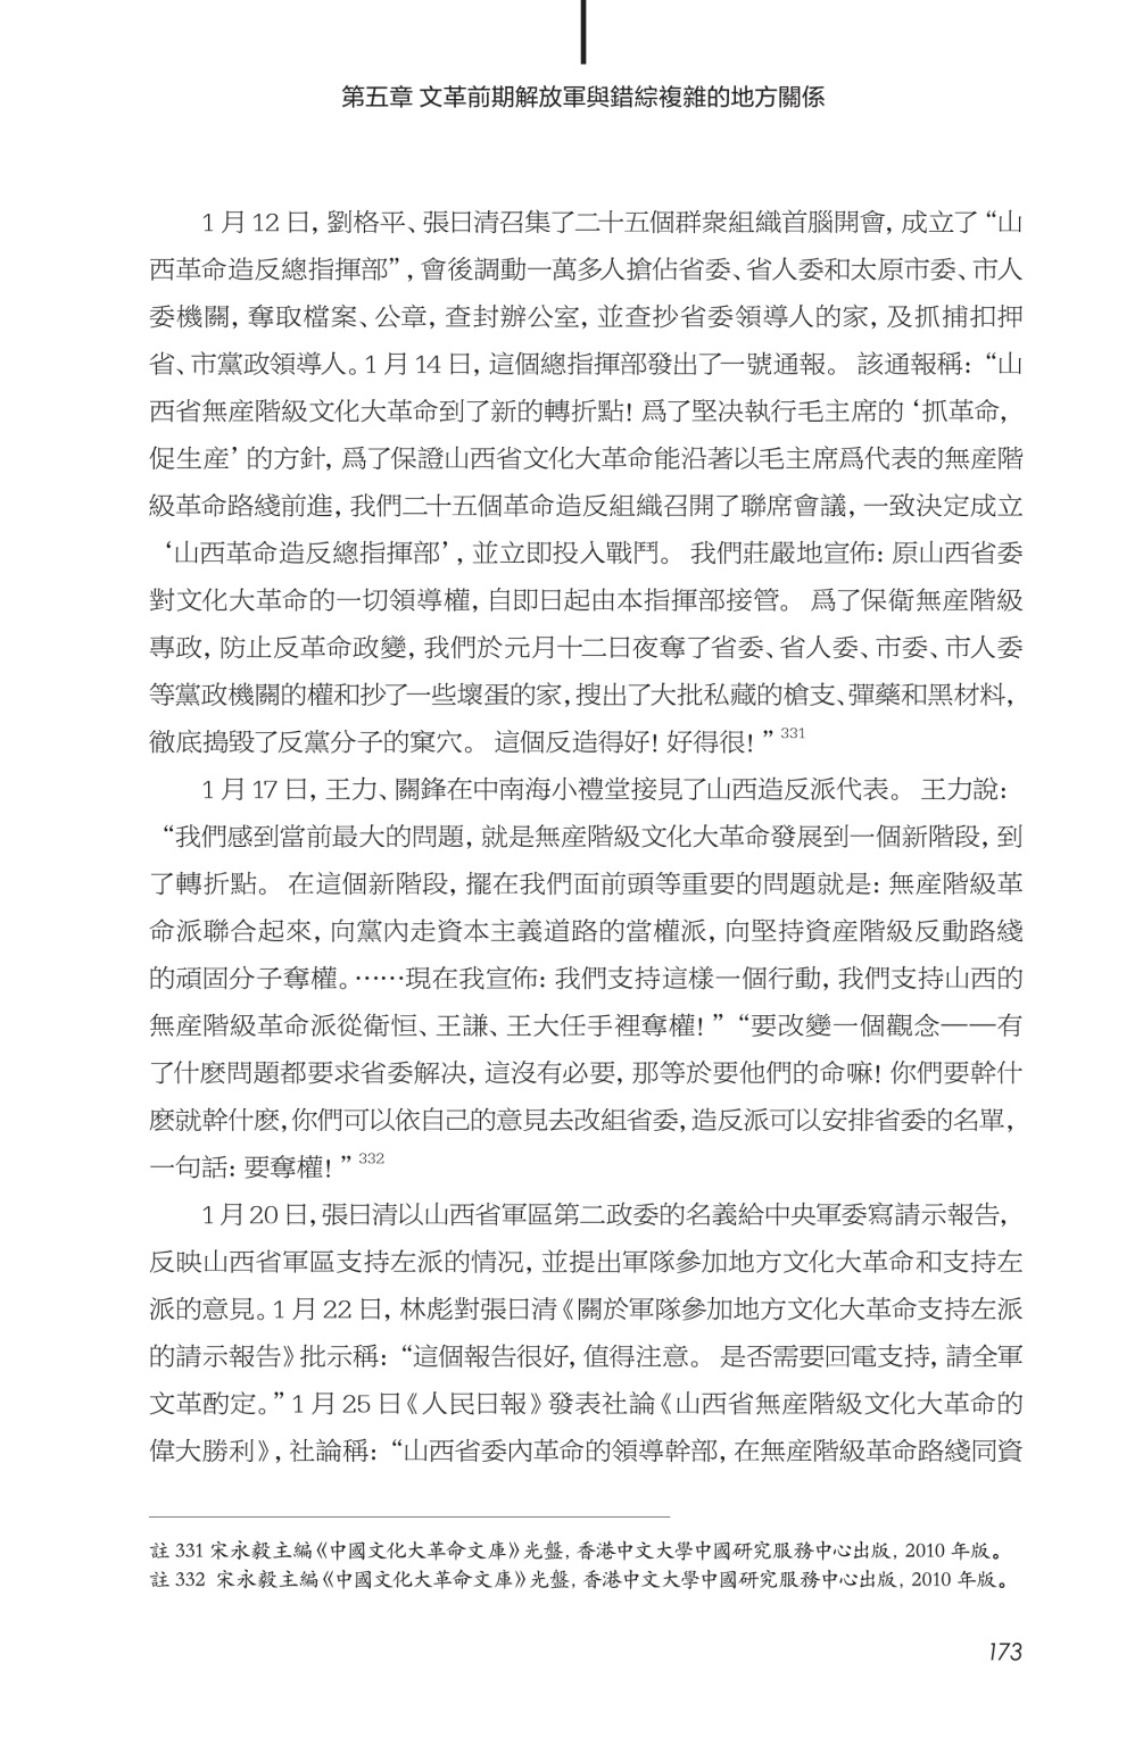 第五章 文革前期解放軍與錯綜複雜的地方關係
1月12日，劉格平、張日清召集了二十五個群衆組織首腦開會，成立了“山
西革命造反總指揮部”，會後調動一萬多人搶佔省委、省人委和太原市委、市人
委機關，奪取檔案、公章，查封辦公室，並查抄省委領導人的家，及抓捕扣押
省、市黨政領導人。1月14日，這個總指揮部發出了一號通報。 該通報稱：“山
西省無産階級文化大革命到了新的轉折點！爲了堅決執行毛主席的‘抓革命，
促生産’的方針，爲了保證山西省文化大革命能沿著以毛主席爲代表的無産階
級革命路綫前進，我們二十五個革命造反組織召開了聯席會議，一致決定成立
‘山西革命造反總指揮部’，並立即投入戰鬥。 我們莊嚴地宣佈：原山西省委
對文化大革命的一切領導權，自即日起由本指揮部接管。 爲了保衛無産階級
專政，防止反革命政變，我們於元月十二日夜奪了省委、省人委、市委、市人委
等黨政機關的權和抄了一些壞蛋的家，搜出了大批私藏的槍支、彈藥和黑材料，
徹底搗毀了反黨分子的窠穴。 這個反造得好！好得很！”331
1月17日，王力、關鋒在中南海小禮堂接見了山西造反派代表。 王力說：
“我們感到當前最大的問題，就是無産階級文化大革命發展到一個新階段，到
了轉折點。 在這個新階段，擺在我們面前頭等重要的問題就是：無産階級革
命派聯合起來，向黨內走資本主義道路的當權派，向堅持資産階級反動路綫
的頑固分子奪權。……現在我宣佈：我們支持這樣一個行動，我們支持山西的
無産階級革命派從衛恒、王謙、王大任手裡奪權！”“要改變一個觀念——有
了什麽問題都要求省委解決，這沒有必要，那等於要他們的命嘛！你們要幹什
麽就幹什麽，你們可以依自己的意見去改組省委，造反派可以安排省委的名單，
一句話：要奪權！”332
1月20日，張日清以山西省軍區第二政委的名義給中央軍委寫請示報告，
反映山西省軍區支持左派的情況，並提出軍隊參加地方文化大革命和支持左
派的意見。1月22日，林彪對張日清《關於軍隊參加地方文化大革命支持左派
的請示報告》批示稱：“這個報告很好，值得注意。 是否需要回電支持，請全軍
文革酌定。”1月25日《人民日報》發表社論《山西省無産階級文化大革命的
偉大勝利》，社論稱：“山西省委內革命的領導幹部，在無産階級革命路綫同資
註 331 宋永毅主編《中國文化大革命文庫》光盤，香港中文大學中國研究服務中心出版，2010 年版。
註 332 宋永毅主編《中國文化大革命文庫》光盤，香港中文大學中國研究服務中心出版，2010 年版。
173